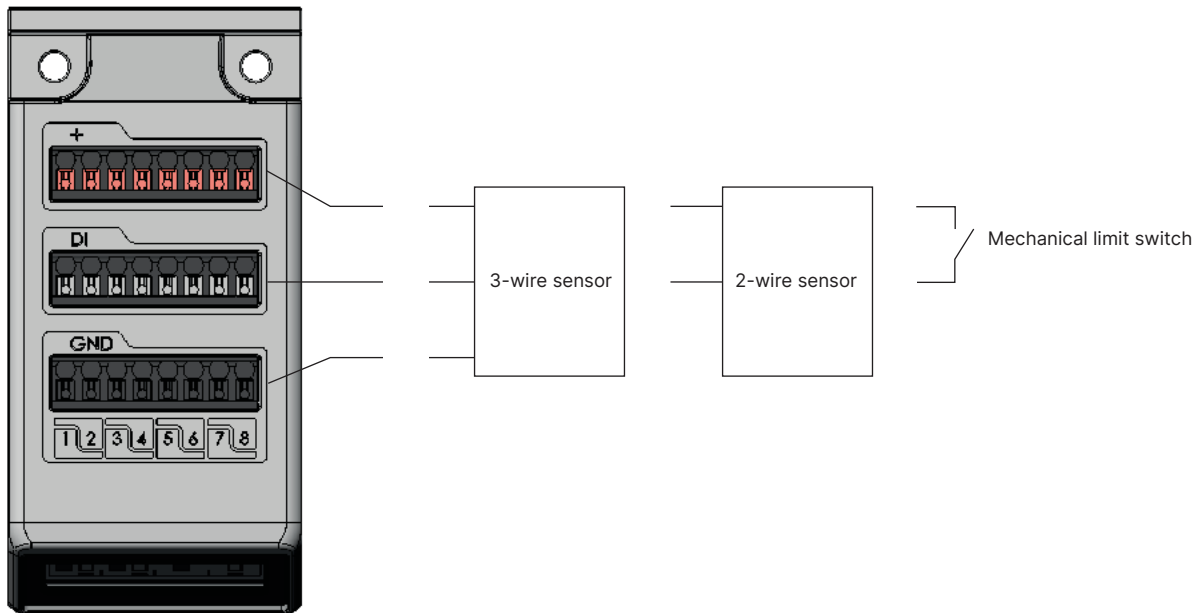 +
DI
GND
1 2 3 4 5 6 7 8
3-wire sensor
2-wire sensor
Mechanical limit switch